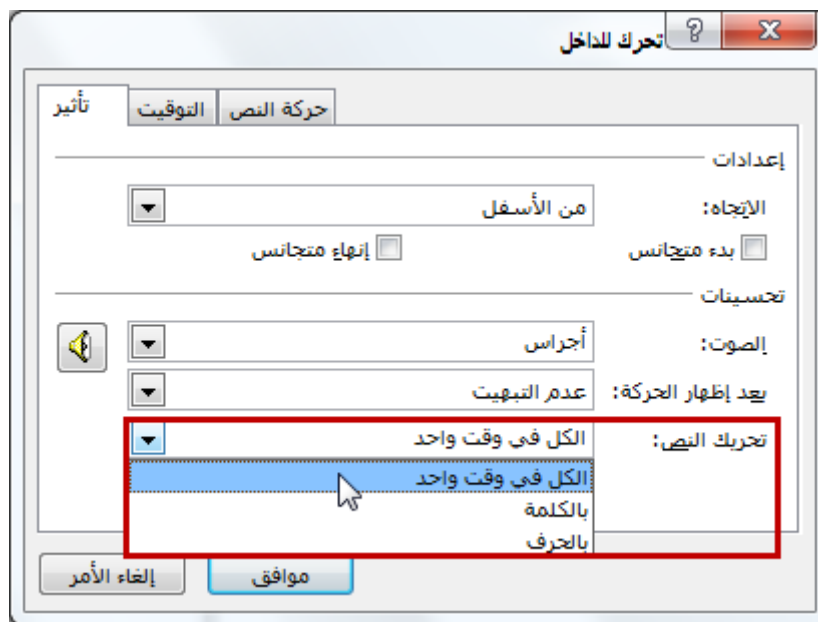 تحرك للداخل
تأثير التوقيت حركة النص
إعدادات
الاتجاه: من الأسفل
بدء متجانس إنهاء متجانس
تحسينات
الصوت: أجراس
بعد إظهار الحركة: عدم التبهيت
تحريك النص: الكل في وقت واحد
الكل في وقت واحد
بالكلمة
بالحرف
موافق إلغاء الأمر